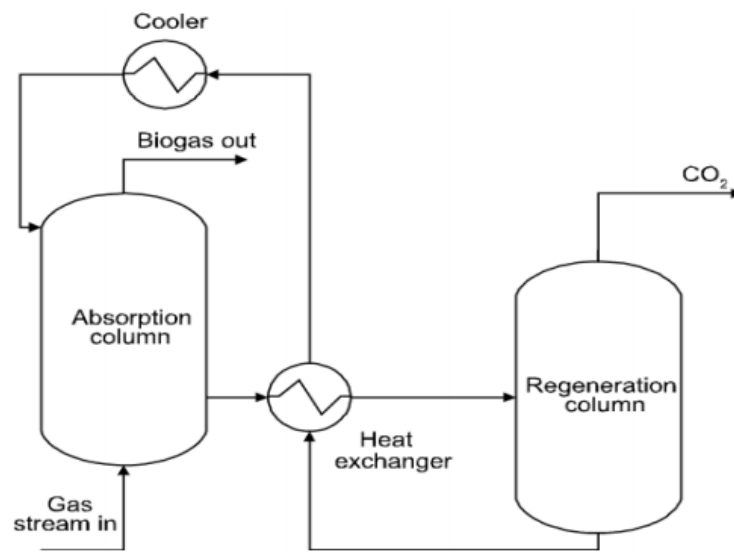 Cooler
Biogas out
CO₂
Absorption
column
Regeneration
column
Heat
exchanger
Gas
stream in